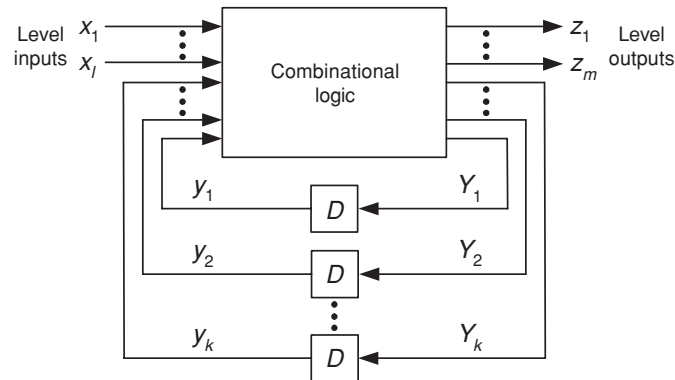 Level
inputs
x1
xl
Combinational
logic
z1
zm
Level
outputs
y1
D
Y1
y2
D
Y2
yk
D
Yk